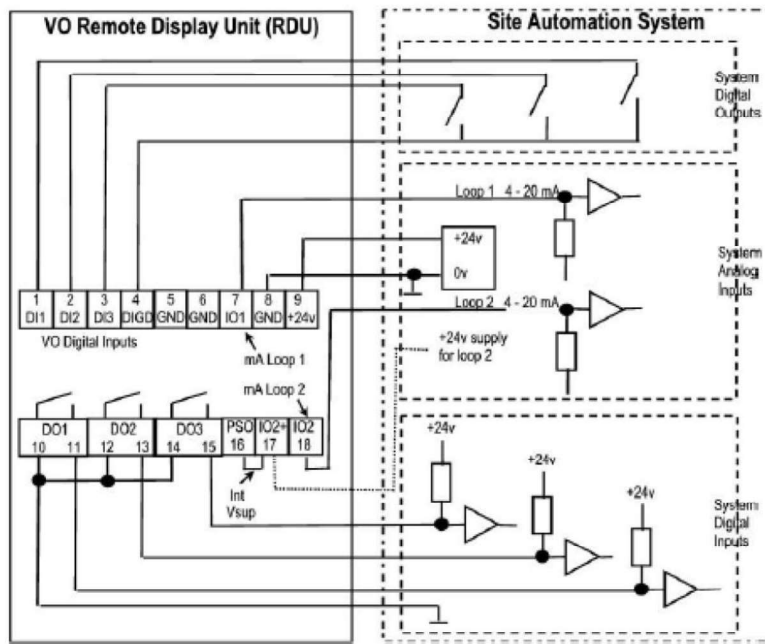 VO Remote Display Unit (RDU)
Site Automation System
System
Digital
Outputs
Loop 1 4 - 20 mA
+24v
0v
System
Analog
Inputs
1 2 3 4 5 6 7 8 9
DI1 DI2 DI3 DIGD GND GND IO1 GND +24v
Loop 2 4 - 20mA
VO Digital Inputs
mA Loop 1
+24v supply
for loop 2
mA Loop 2
DO1 DO2 DO3 PSO IO2+ IO2
10 11 12 13 14 15 16 17 18
Int
Vsup
+24v
+24v
+24v
System
Digital
Inputs